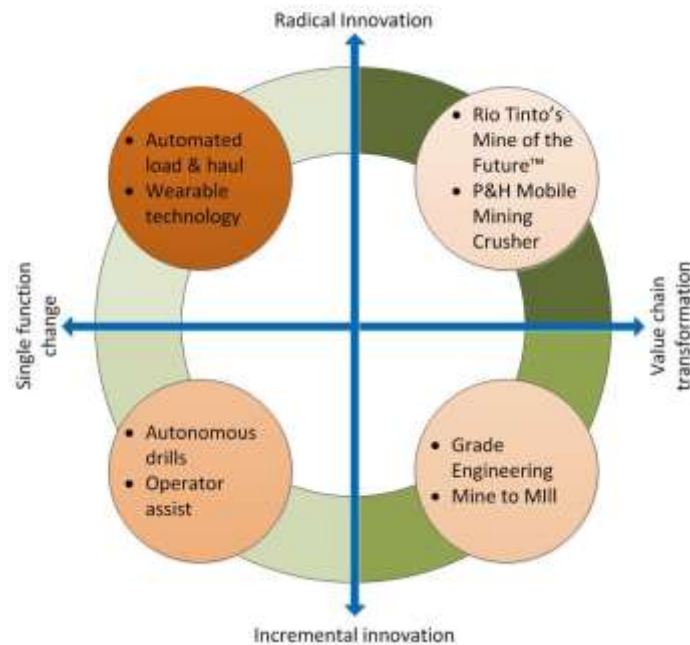 Radical Innovation
• Automated
load & haul
• Wearable
technology
• Rio Tinto's
Mine of the
Future™
• P&H Mobile
Mining
Crusher
Single function
change
Value chain
transformation
• Autonomous
drills
• Operator
assist
• Grade
Engineering
• Mine to MIll
Incremental innovation